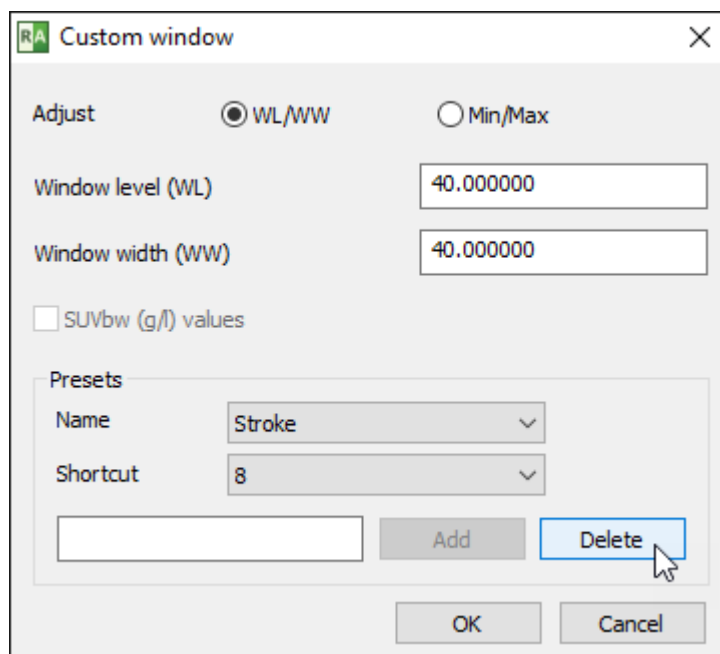 RA Custom window
Adjust WL/WW Min/Max
Window level (WL) 40.000000
Window width (WW) 40.000000
SUVbw (g/l) values
Presets
Name Stroke
Shortcut 8
Add Delete
OK Cancel